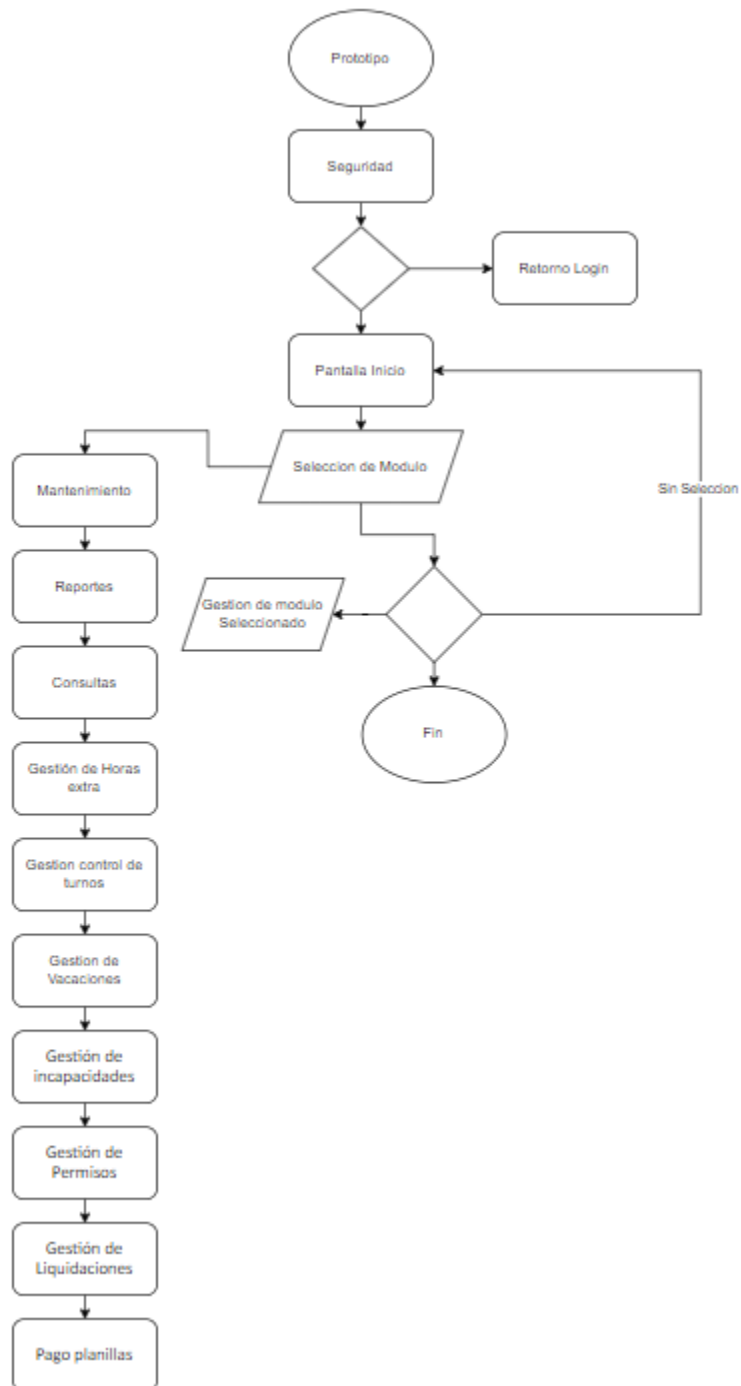 Prototipo
Seguridad
Retorno Login
Pantalla Inicio
Seleccion de Modulo
Mantenimiento
Sin Seleccion
Reportes
Gestion de modulo
Seleccionado
Consultas
Fin
Gestión de Horas
extra
Gestion control de
turnos
Gestion de
Vacaciones
Gestión de
incapacidades
Gestión de
Permisos
Gestión de
Liquidaciones
Pago planillas